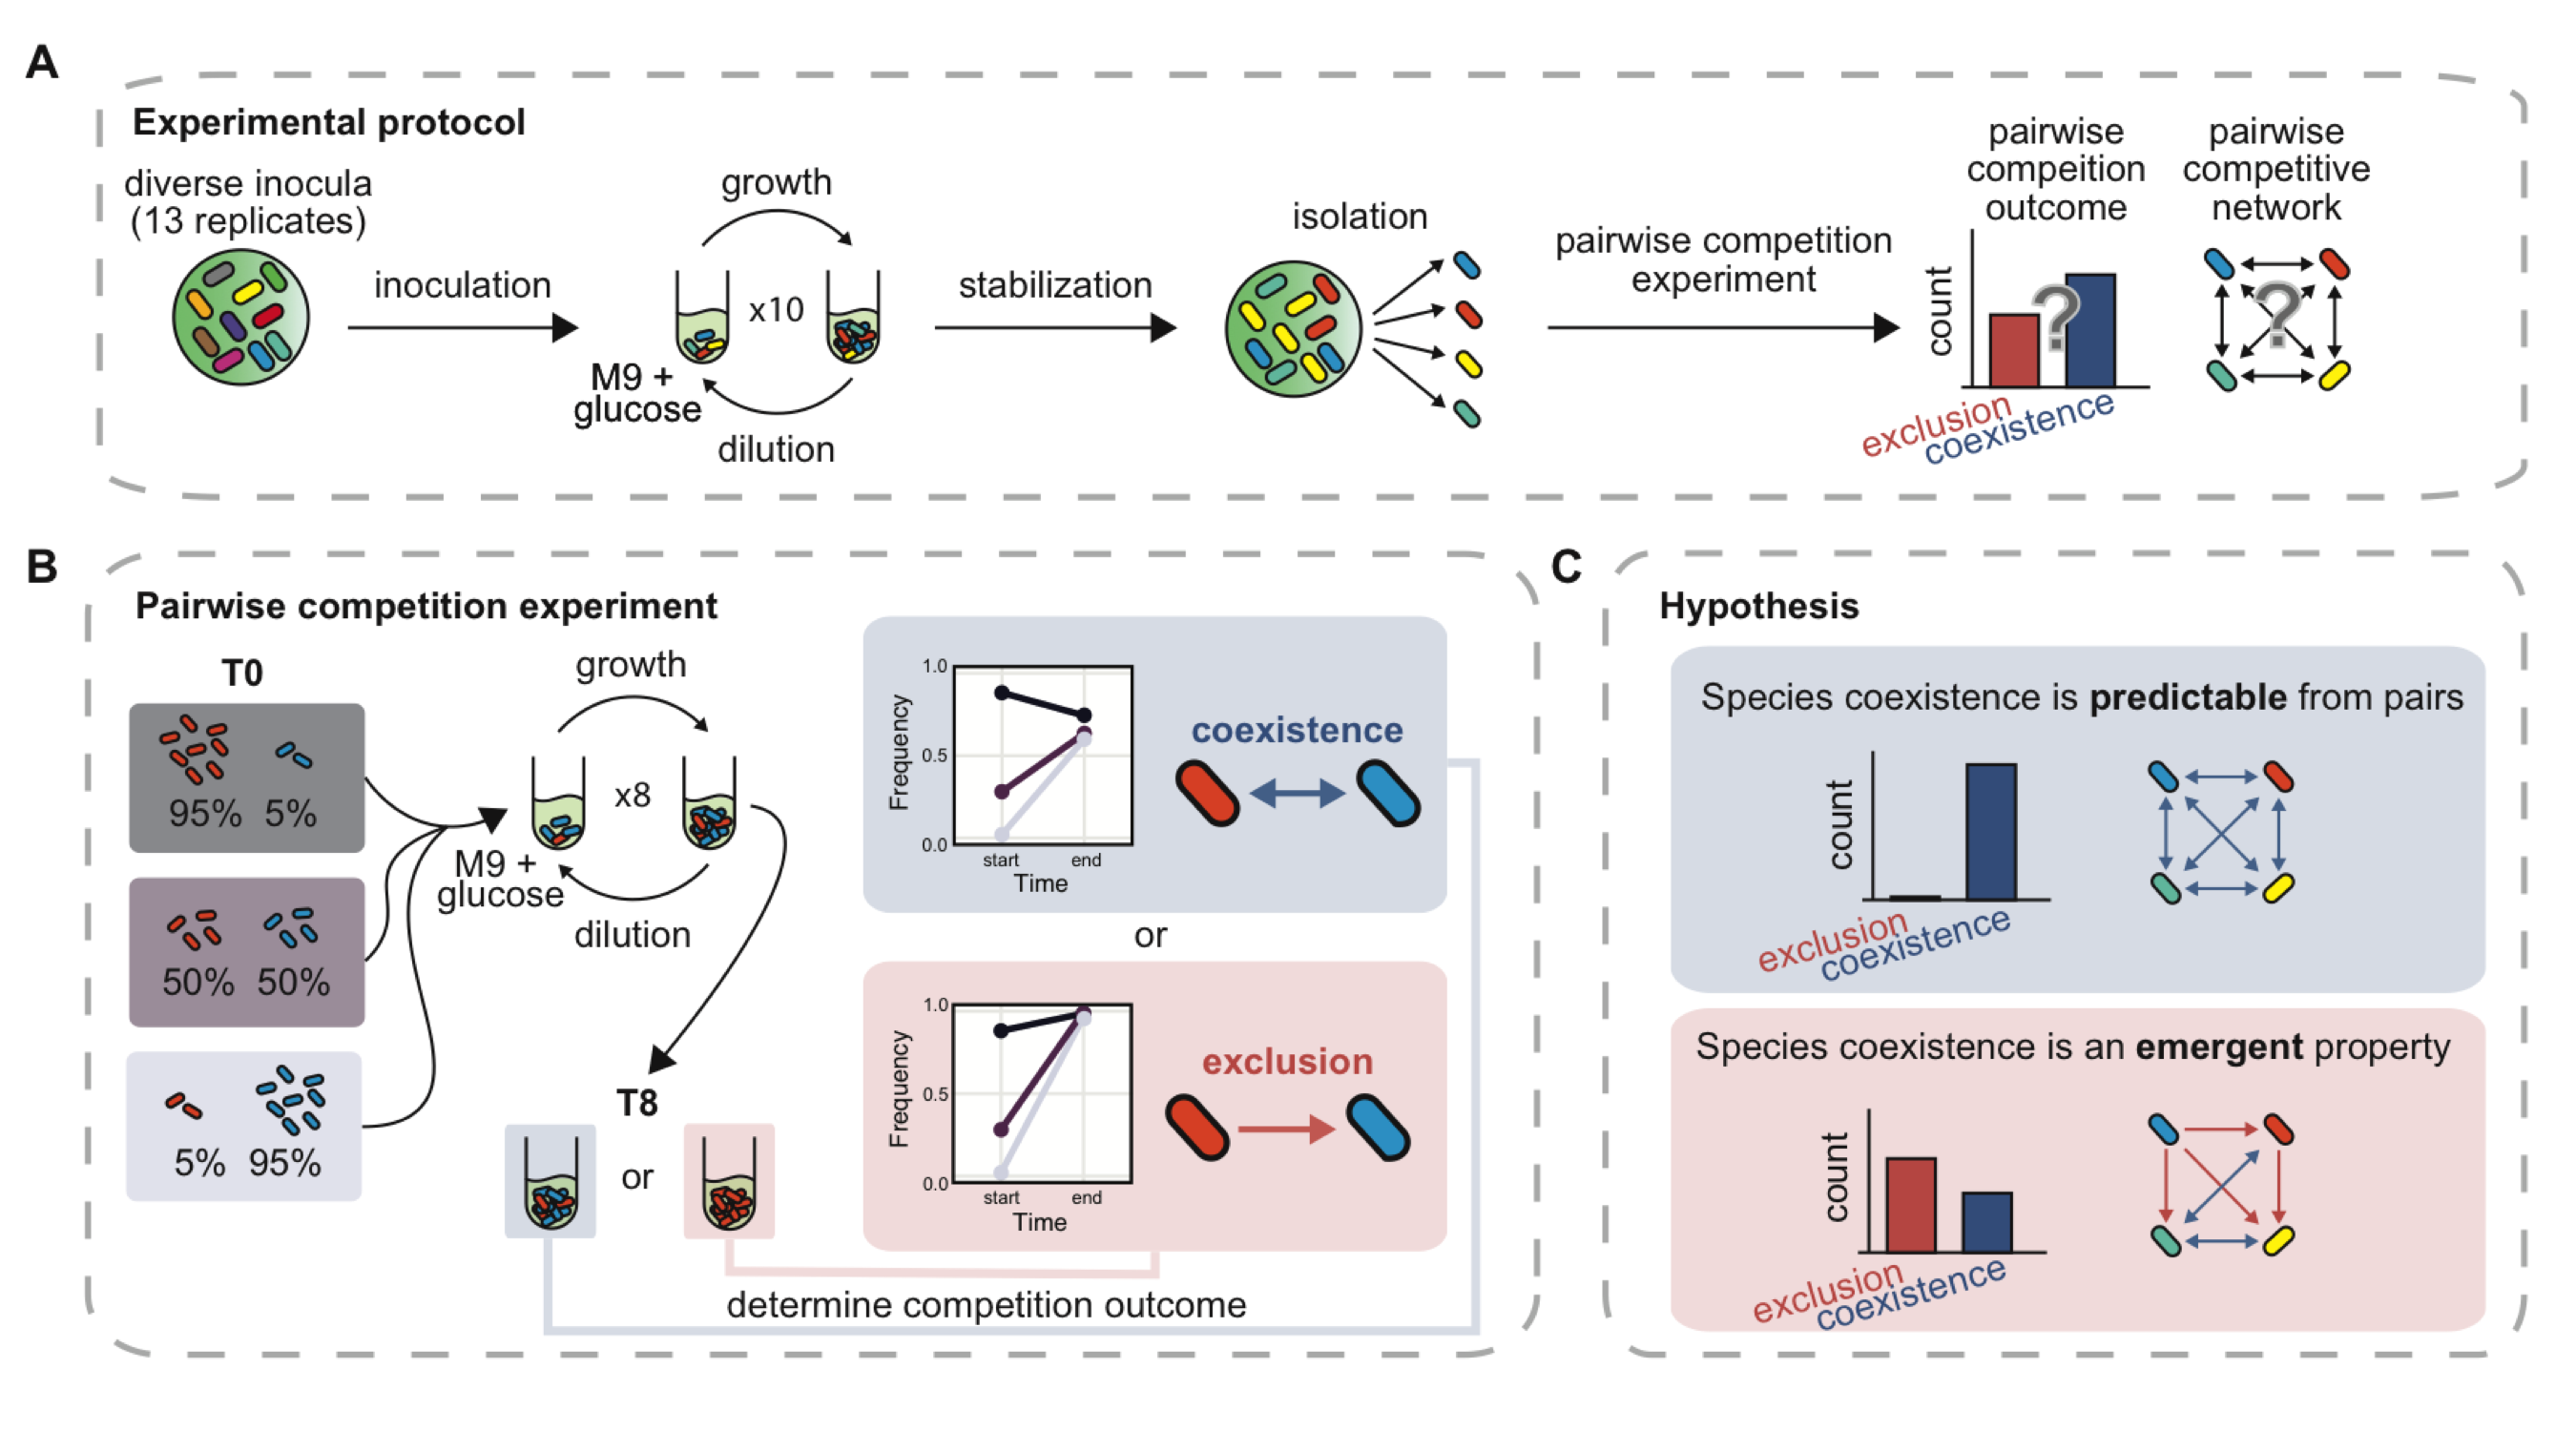 A
Experimental protocol
diverse inocula
(13 replicates)
inoculation
growth
x10
M9 +
glucose
dilution
stabilization
isolation
pairwise competition
experiment
pairwise
compeition
outcome
count
?
exclusion
coexistence
pairwise
competitive
network
?
B
Pairwise competition experiment
T0
95% 5%
50% 50%
5% 95%
growth
x8
M9 +
glucose
dilution
T8
or
1.0
0.5
0.0
Frequency
start end
Time
coexistence
or
1.0
0.5
0.0
Frequency
start end
Time
exclusion
determine competition outcome
C
Hypothesis
Species coexistence is predictable from pairs
count
exclusion
coexistence
Species coexistence is an emergent property
count
exclusion
coexistence